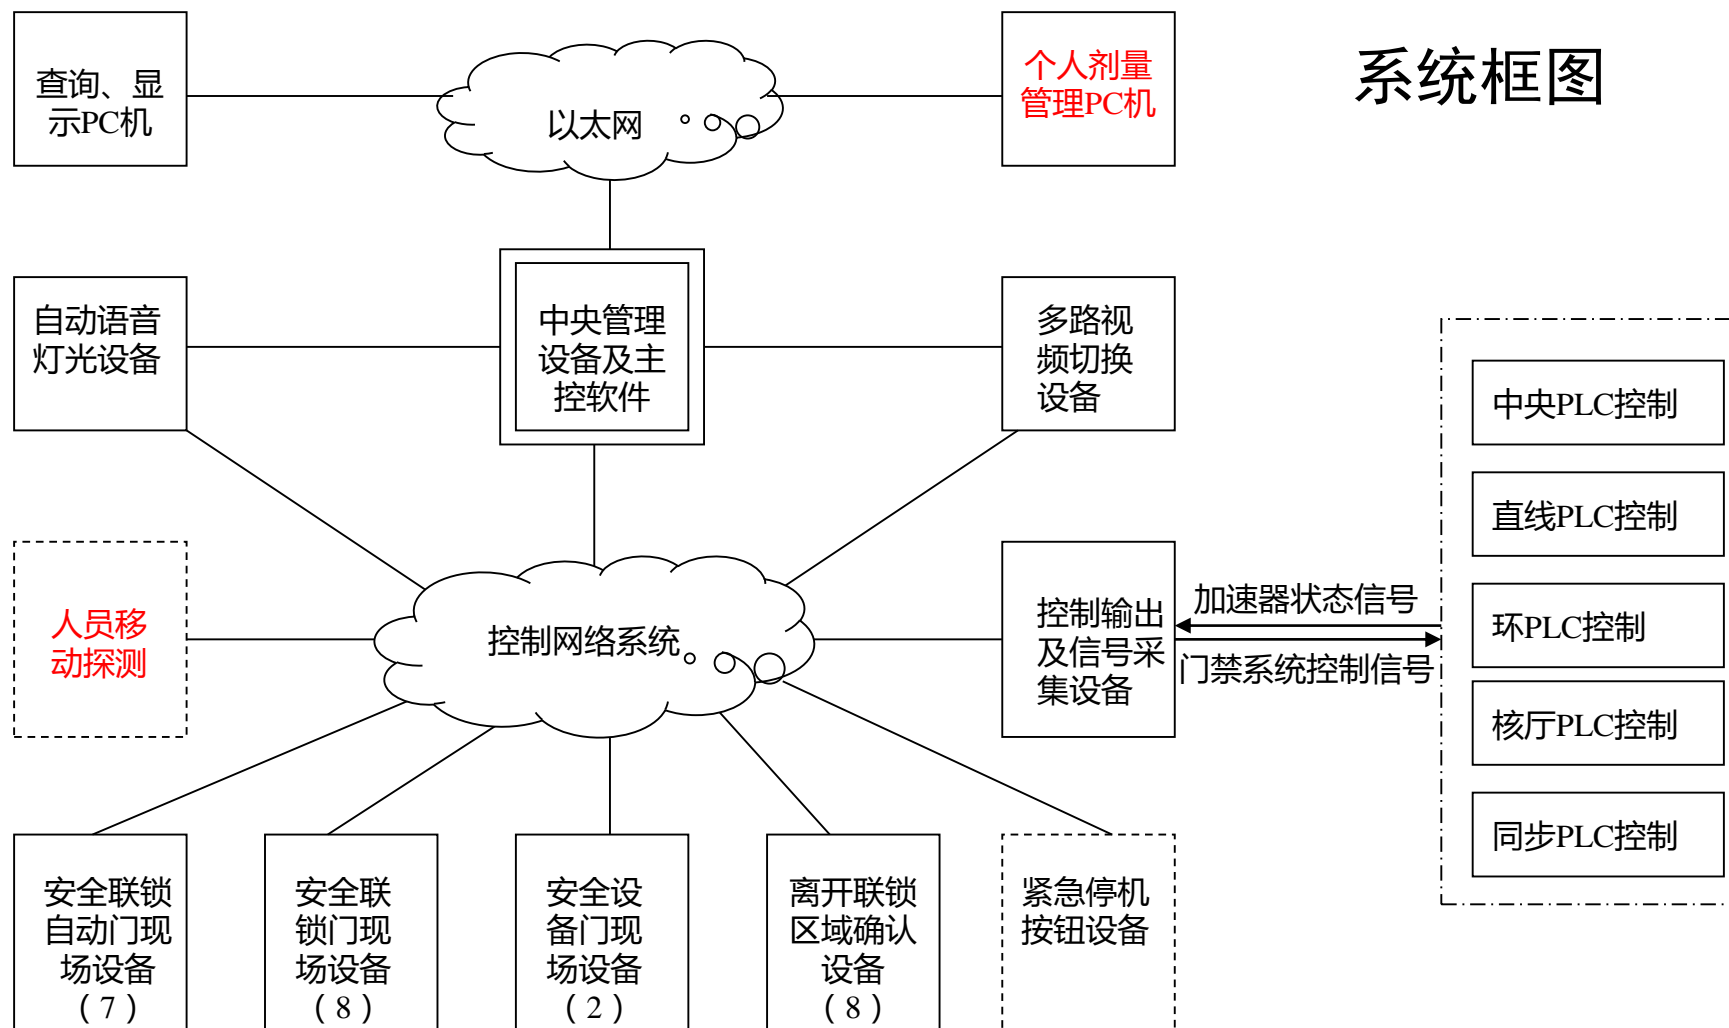 系统框图
查询、显
示PC机
以太网
个人剂量
管理PC机
自动语音
灯光设备
中央管理
设备及主
控软件
多路视
频切换
设备
中央PLC控制
直线PLC控制
环PLC控制
核厅PLC控制
同步PLC控制
人员移
动探测
控制网络系统
控制输出
及信号采
集设备
加速器状态信号
门禁系统控制信号
安全联锁
自动门现
场设备
（7）
安全联
锁门现
场设备
（8）
安全设
备门现
场设备
（2）
离开联锁
区域确认
设备
（8）
紧急停机
按钮设备